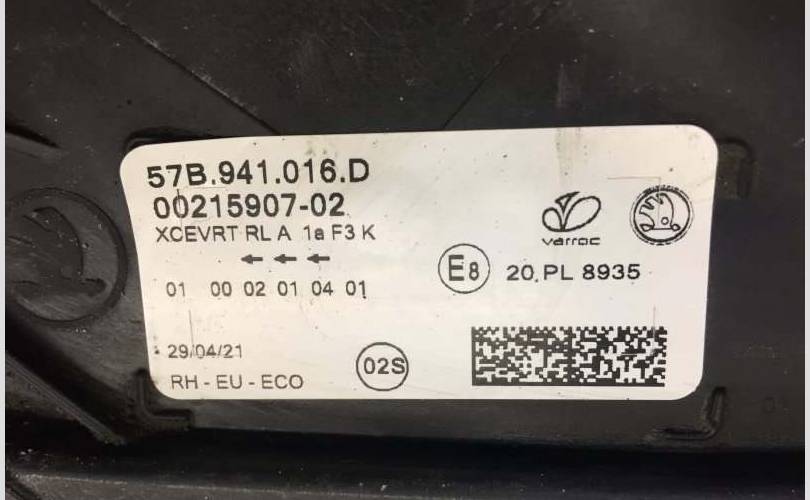 57B.941.016.D
00215907-02
XCEVRT RL A 1a F3 K
←←←
01 00 02 01 04 01
varroc
E8 20.PL 8935
29/04/21
RH - EU - ECO
02S